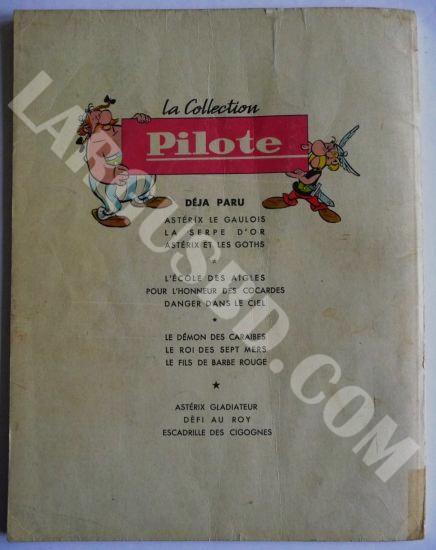 la Collection
Pilote
DÉJA PARU
ASTÉRIX LE GAULOIS
LA SERPE D'OR
ASTÉRIX ET LES GOTHS
L'ÉCOLE DES AIGLES
POUR L'HONNEUR DES COCARDES
DANGER DANS LE CIEL
LE DÉMON DES CARAIBES
LE ROI DES SEPT MERS
LE FILS DE BARBE ROUGE
ASTÉRIX GLADIATEUR
DÉFI AU ROY
ESCADRILLE DES CIGOGNES
LARGUSBD.COM